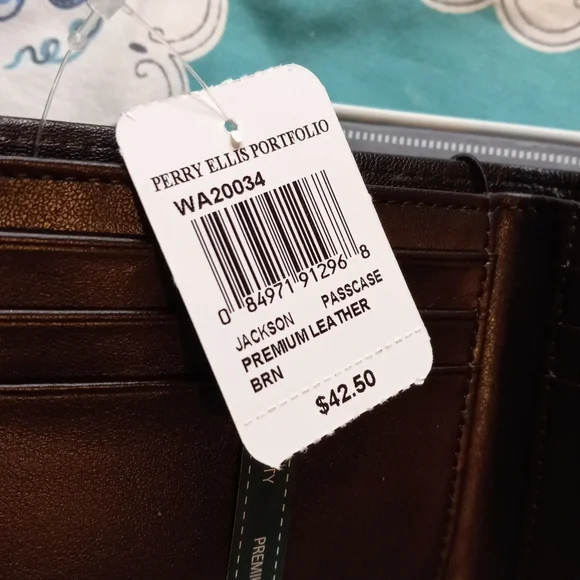 PERRY ELLIS PORTFOLIO
WA20034
0 84971 91296 8
JACKSON PASSCASE
PREMIUM LEATHER
BRN
$42.50